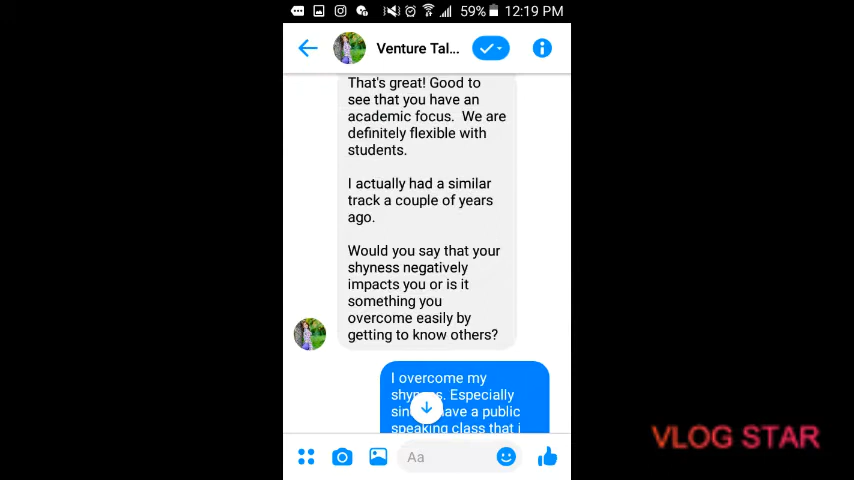 59% 12:19 PM
Venture Tal...
That's great! Good to
see that you have an
academic focus. We are
definitely flexible with
students.
I actually had a similar
track a couple of years
ago.
Would you say that your
shyness negatively
impacts you or is it
something you
overcome easily by
getting to know others?
I overcome my
Especially
have a public
speaking class that i
Aa
VLOG STAR